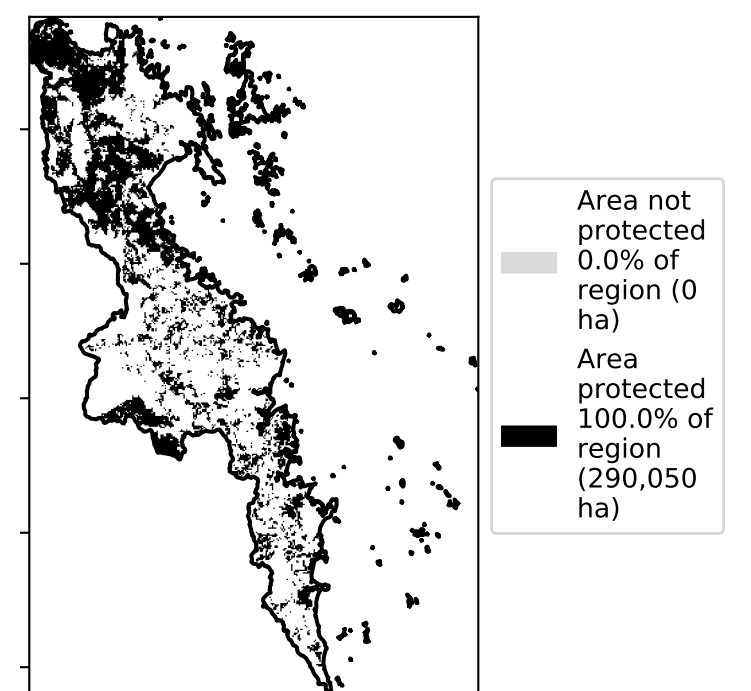 Area not
protected
0.0% of
region (0
ha)
Area
protected
100.0% of
region
(290,050
ha)